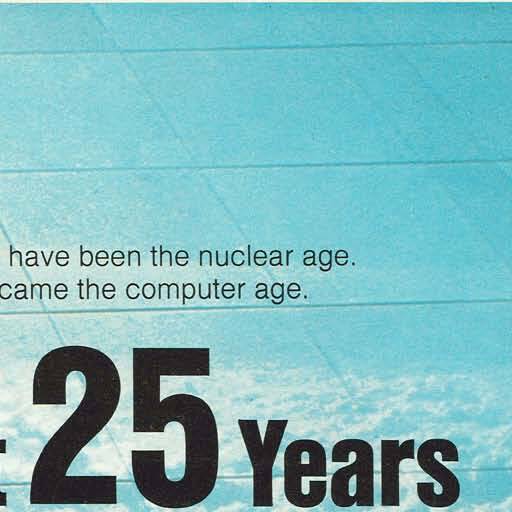 have been the nuclear age.
came the computer age.
25 Years